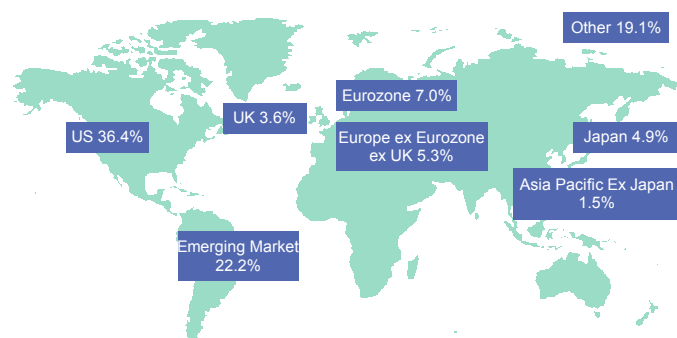 Other 19.1%
Eurozone 7.0%
UK 3.6%
US 36.4%
Europe ex Eurozone
ex UK 5.3%
Japan 4.9%
Asia Pacific Ex Japan
1.5%
Emerging Market
22.2%